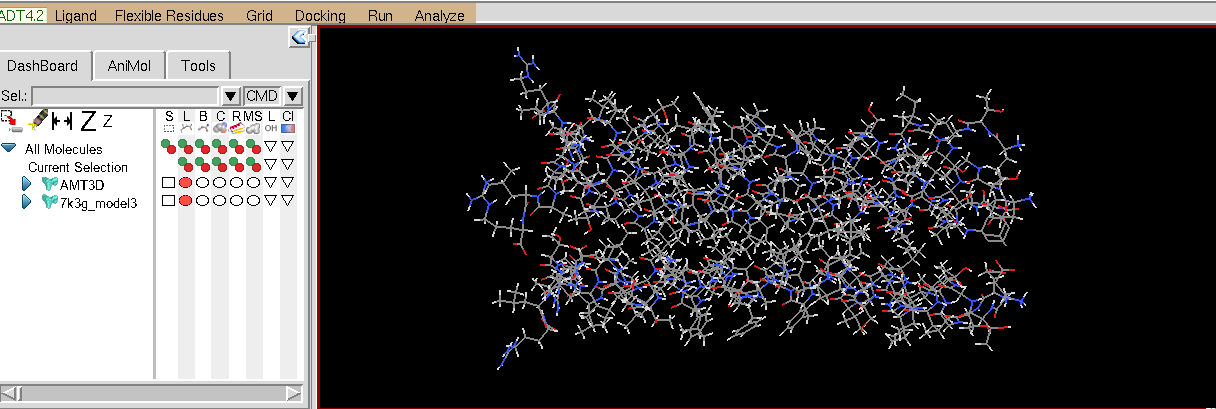 ADT4.2 Ligand Flexible Residues Grid Docking Run Analyze
DashBoard AniMol Tools
Sel.: CMD
Z Z S L B C R MS L Cl
OH
All Molecules
Current Selection
AMT3D
7k3g_model3